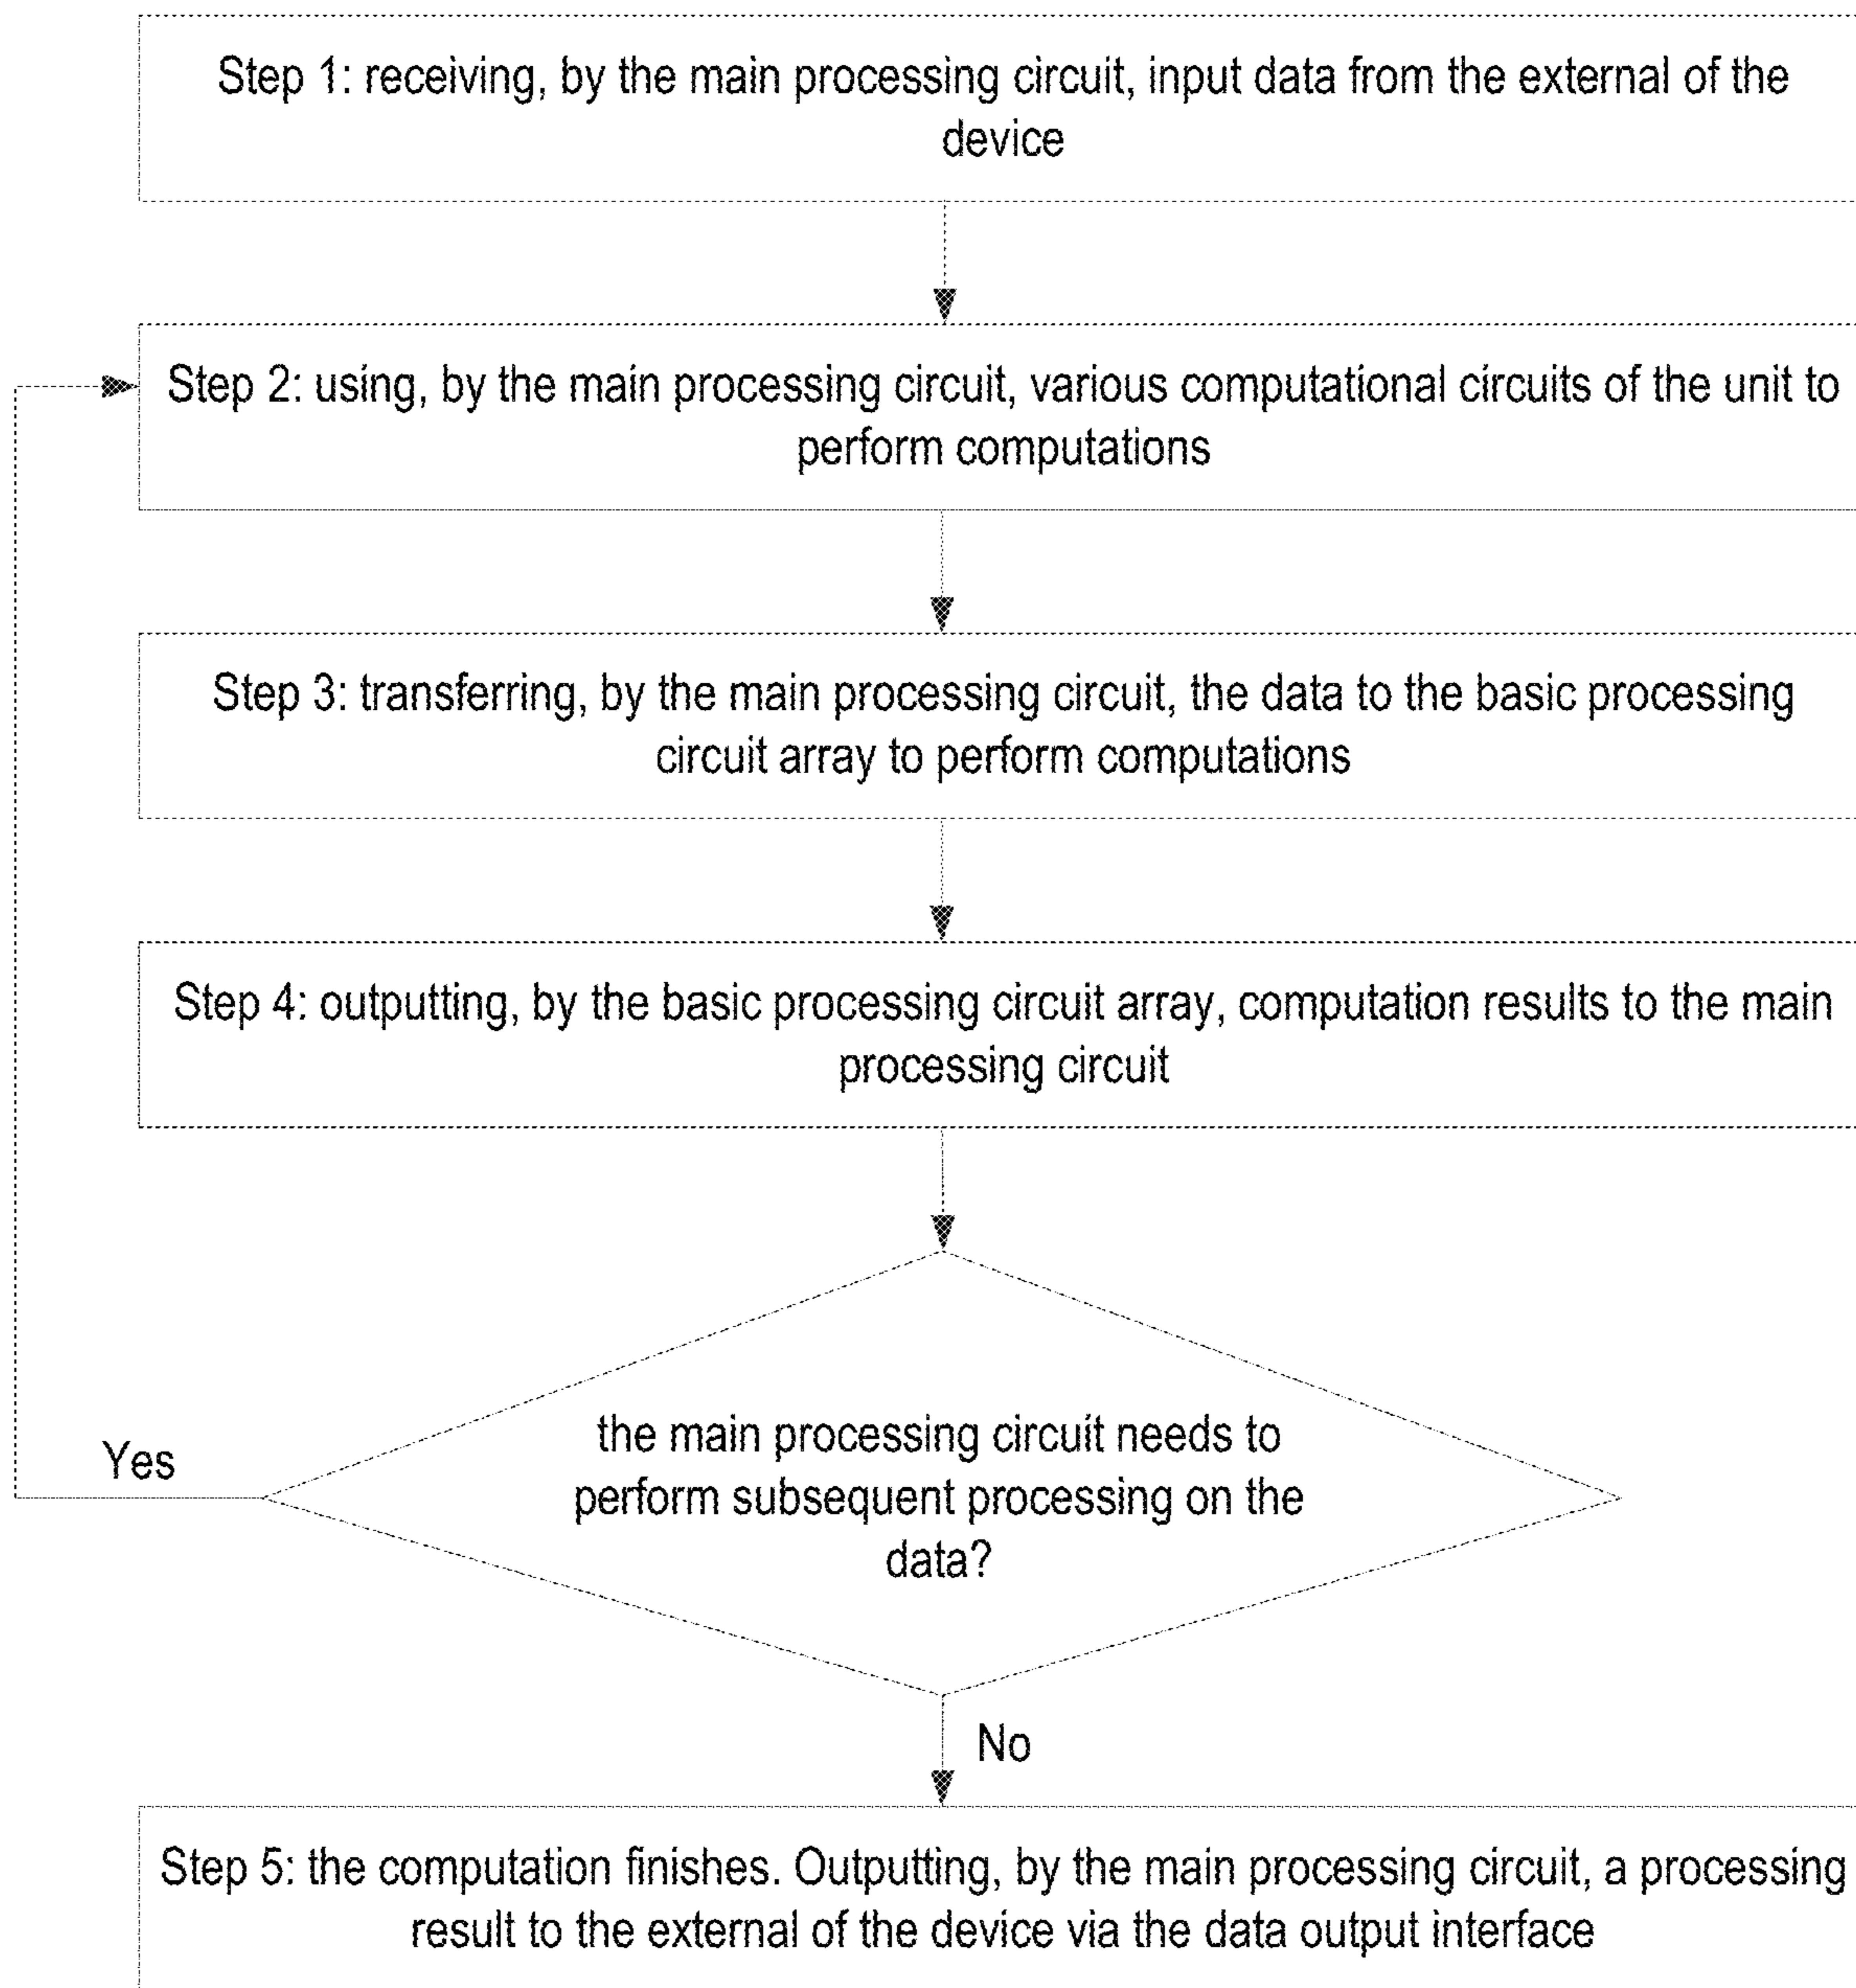 Step 1: receiving, by the main processing circuit, input data from the external of the
device
Step 2: using, by the main processing circuit, various computational circuits of the unit to
perform computations
Step 3: transferring, by the main processing circuit, the data to the basic processing
circuit array to perform computations
Step 4: outputting, by the basic processing circuit array, computation results to the main
processing circuit
the main processing circuit needs to
perform subsequent processing on the
data?
Yes
No
Step 5: the computation finishes. Outputting, by the main processing circuit, a processing
result to the external of the device via the data output interface